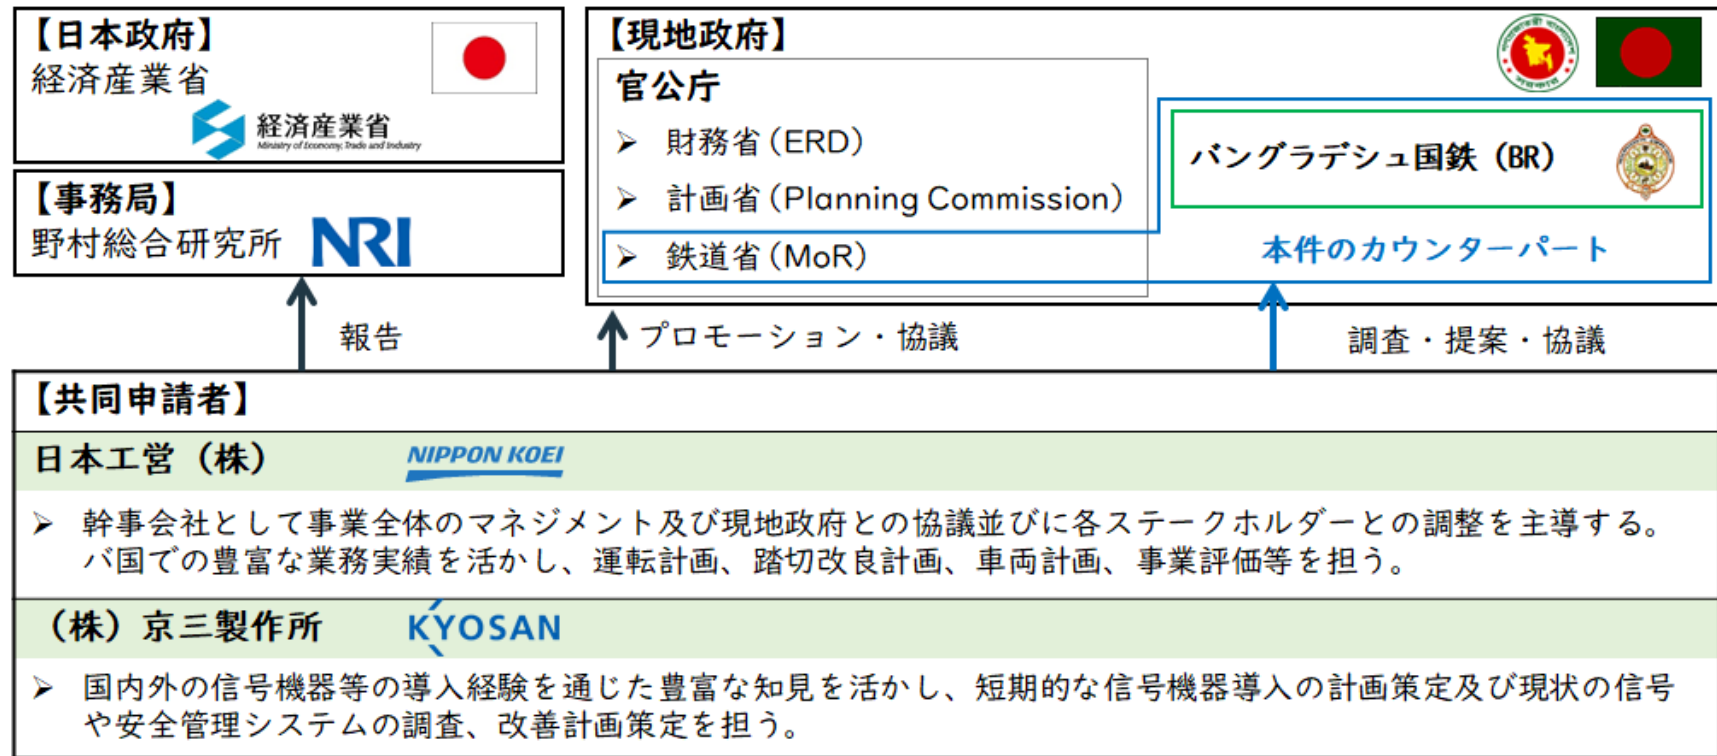 【日本政府】
経済産業省
経済産業省
Ministry of Economy, Trade and Industry
【事務局】
野村総合研究所 NRI
【現地政府】
官公庁
➢ 財務省(ERD)
➢ 計画省(Planning Commission)
➢ 鉄道省(MoR)
バングラデシュ国鉄(BR)
本件のカウンターパート
報告
プロモーション・協議
調査・提案・協議
【共同申請者】
日本工営(株) NIPPON KOEI
➢ 幹事会社として事業全体のマネジメント及び現地政府との協議並びに各ステークホルダーとの調整を主導する。
バ国での豊富な業務実績を活かし、運転計画、踏切改良計画、車両計画、事業評価等を担う。
(株)京三製作所 KYOSAN
➢ 国内外の信号機器等の導入経験を通じた豊富な知見を活かし、短期的な信号機器導入の計画策定及び現状の信号
や安全管理システムの調査、改善計画策定を担う。